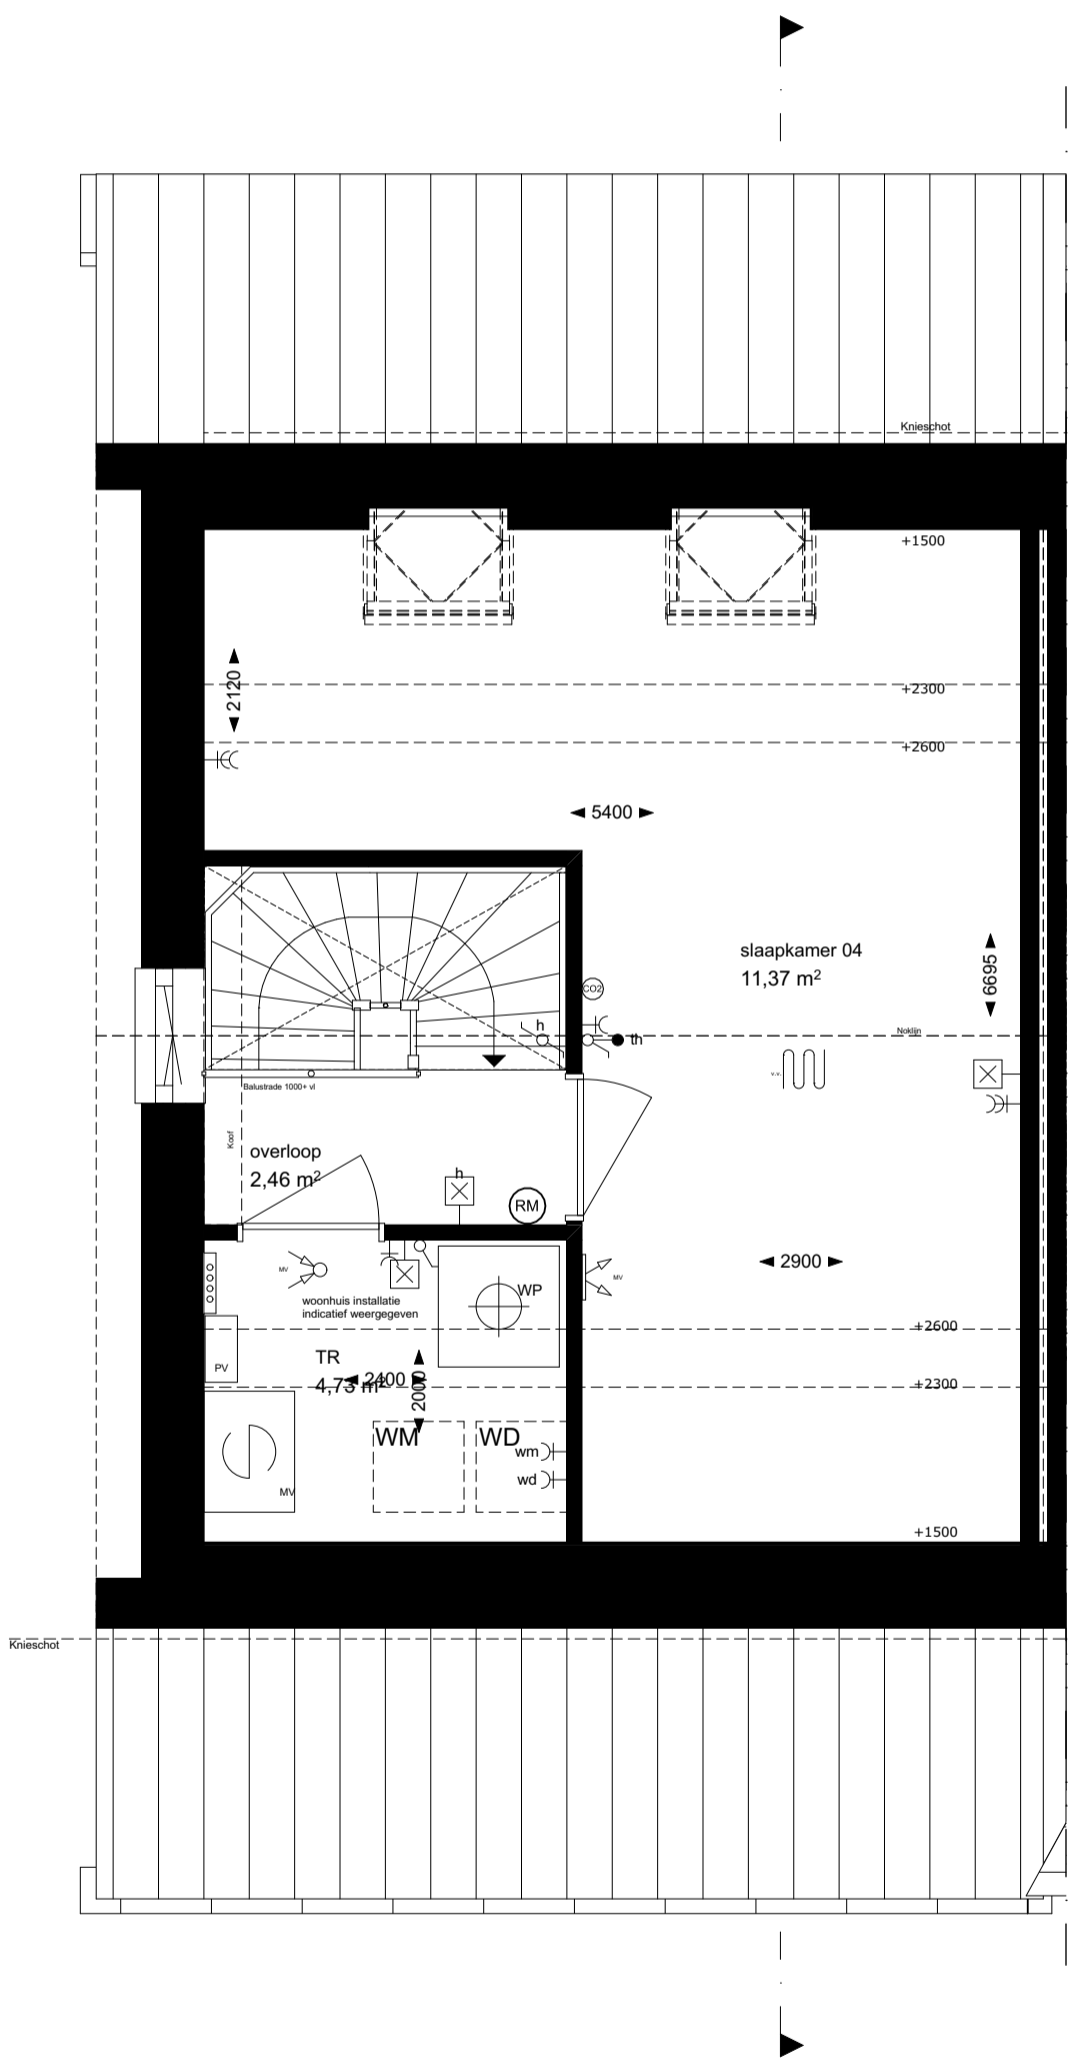 Knieschot
+1500
2120
+2300
+2600
5400
slaapkamer 04
11,37 m²
6695
CO2
h
th
Noklijn
v.v.
Balustrade 1000+ vl
Koof
overloop
2,46 m²
h
RM
MV
woonhuis installatie
indicatief weergegeven
WP
MV
2900
+2600
PV
TR
4,73 m²
2400
2000
+2300
WM
WD
wm
wd
MV
+1500
Knieschot